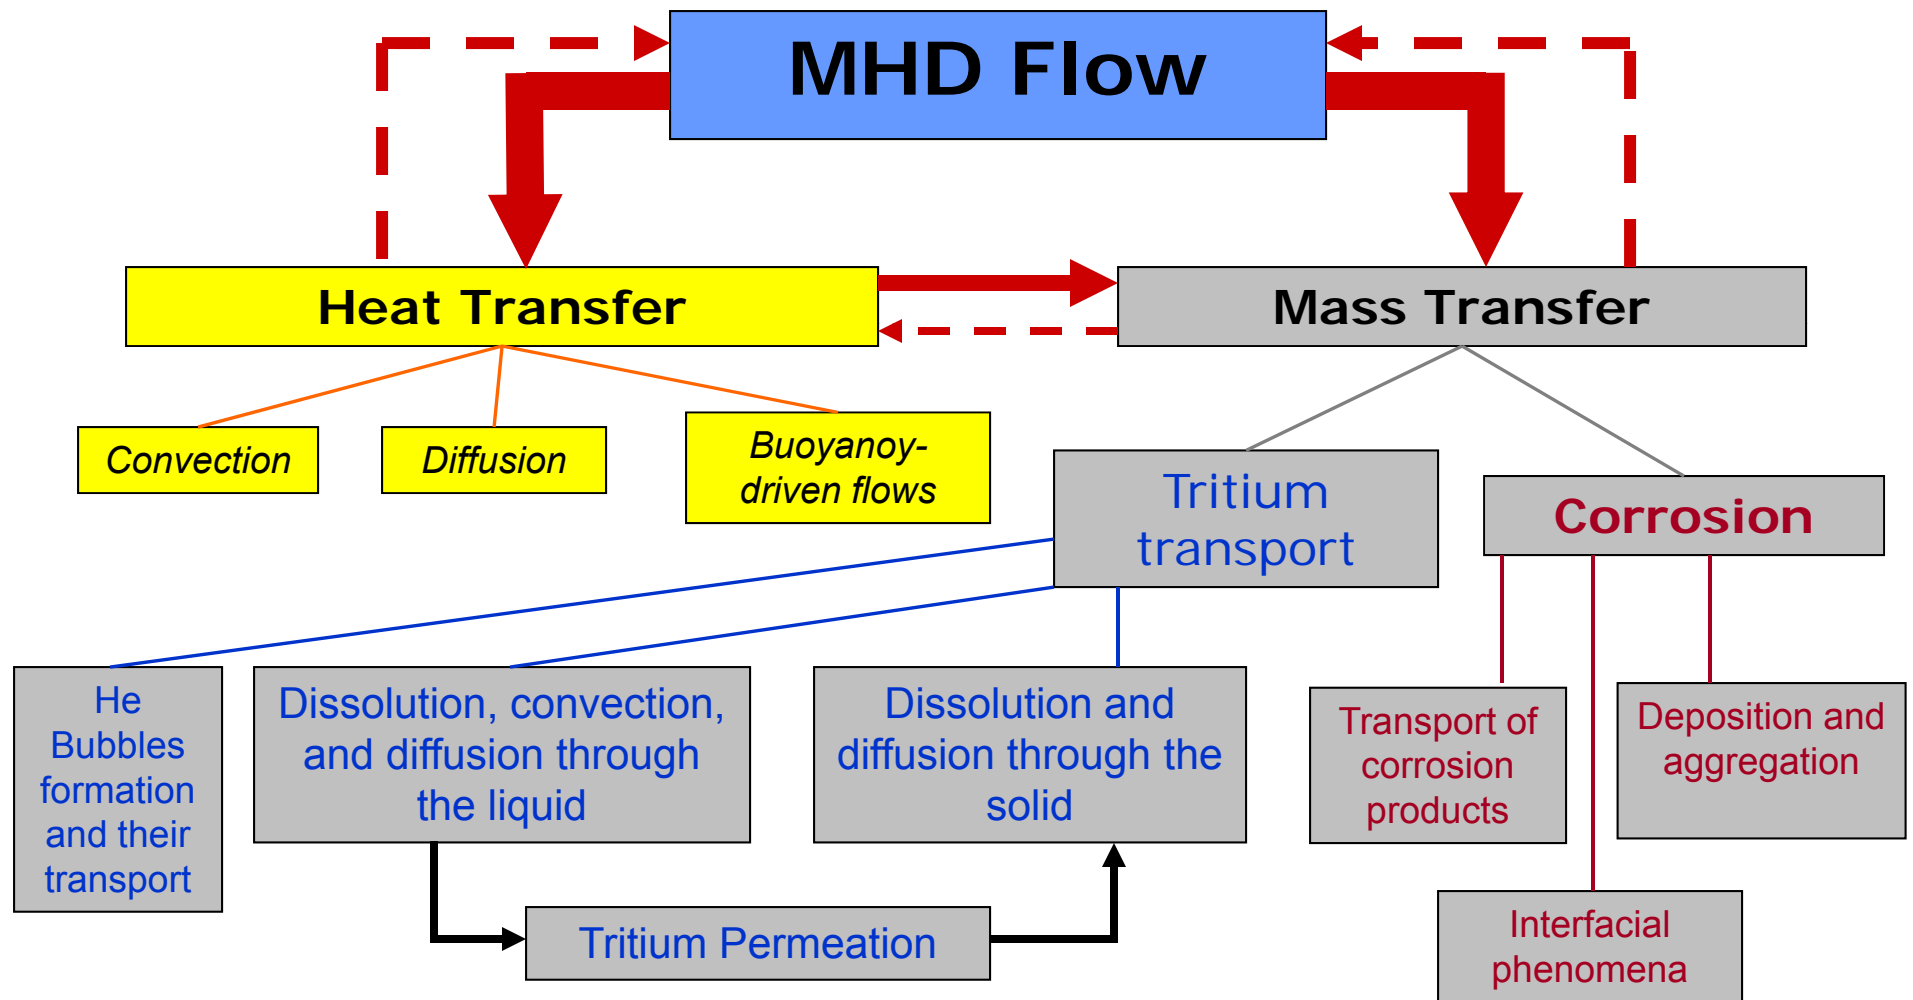 MHD Flow
Heat Transfer
Mass Transfer
Convection
Diffusion
Buoyanoy-
driven flows
Tritium
transport
Corrosion
He
Bubbles
formation
and their
transport
Dissolution, convection,
and diffusion through
the liquid
Dissolution and
diffusion through the
solid
Transport of
corrosion
products
Deposition and
aggregation
Tritium Permeation
Interfacial
phenomena